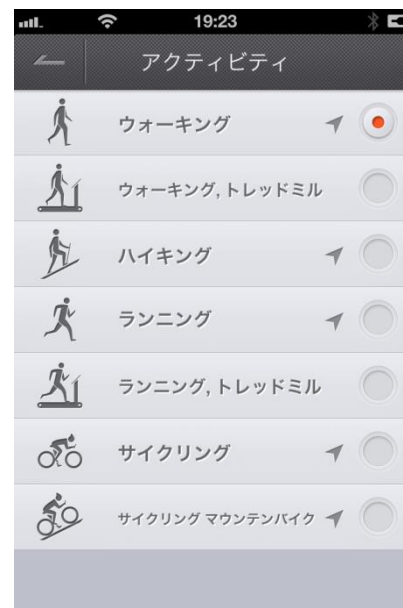 19:23
アクティビティ
ウォーキング
ウォーキング,トレッドミル
ハイキング
ランニング
ランニング,トレッドミル
サイクリング
サイクリング マウンテンバイク